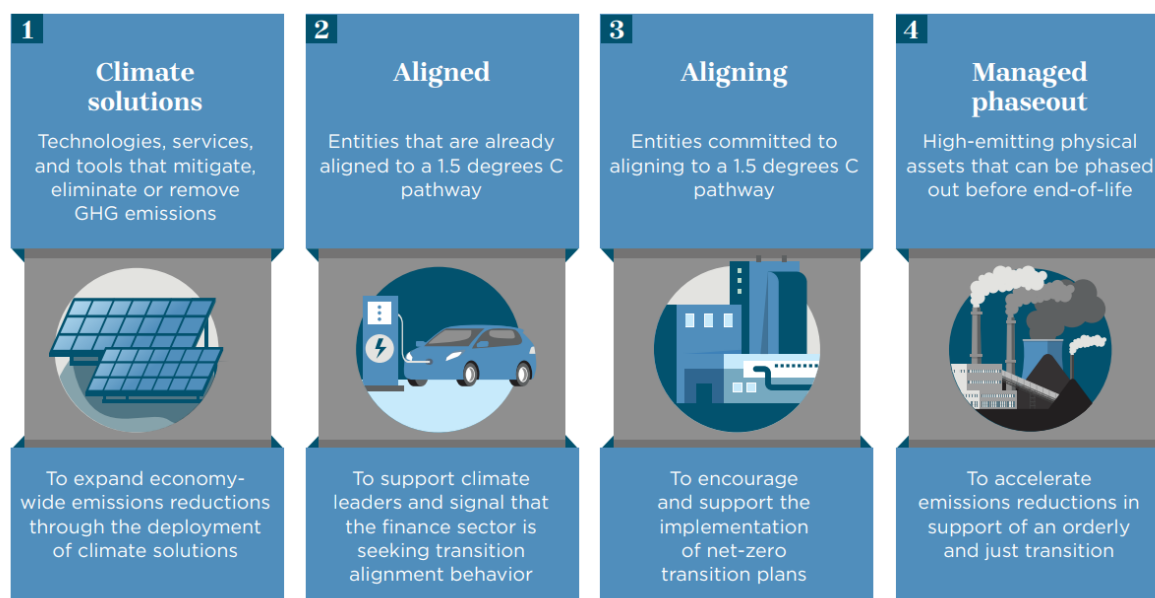 1
Climate
solutions
Technologies, services,
and tools that mitigate,
eliminate or remove
GHG emissions
To expand economy-
wide emissions reductions
through the deployment
of climate solutions
2
Aligned
Entities that are already
aligned to a 1.5 degrees C
pathway
To support climate
leaders and signal that
the finance sector is
seeking transition
alignment behavior
3
Aligning
Entities committed to
aligning to a 1.5 degrees C
pathway
To encourage
and support the
implementation
of net-zero
transition plans
4
Managed
phaseout
High-emitting physical
assets that can be phased
out before end-of-life
To accelerate
emissions reductions in
support of an orderly
and just transition